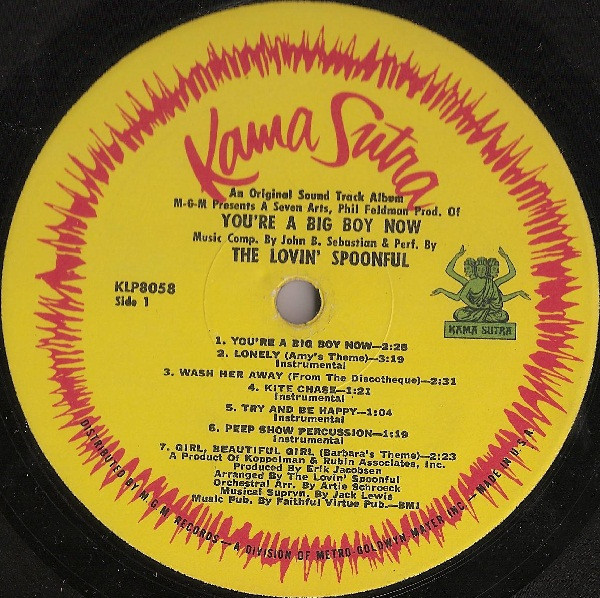 Kama Sutra
An Original Sound Track Album
M-G-M Presents A Seven Arts, Phil Feldman Prod. Of
YOU'RE A BIG BOY NOW
Music Comp. By John B. Sebastian & Perf. By
THE LOVIN' SPOONFUL
KLP8058
Side 1
KAMA SUTRA
1. YOU'RE A BIG BOY NOW—2:28
2. LONELY (Amy's Theme)—3:19
Instrumental
3. WASH HER AWAY (From The Discotheque)—2:31
4. KITE CHASE—1:21
Instrumental
5. TRY AND BE HAPPY—1:04
Instrumental
6. PEEP SHOW PERCUSSION—1:19
Instrumental
7. GIRL, BEAUTIFUL GIRL (Barbara's Theme)—2:23
A Product Of Koppelman & Rubin Associates, Inc.
Produced By Erik Jacobsen
Arranged By The Lovin' Spoonful
Orchestral Arr. By Artie Schroeck
Musical Suprvn. By Jack Lewis
Music Pub. By Faithful Virtue Pub.—BMI
DISTRIBUTED BY M.G.M. RECORDS—A DIVISION OF METRO-GOLDWYN-MAYER INC.—MADE IN U.S.A.